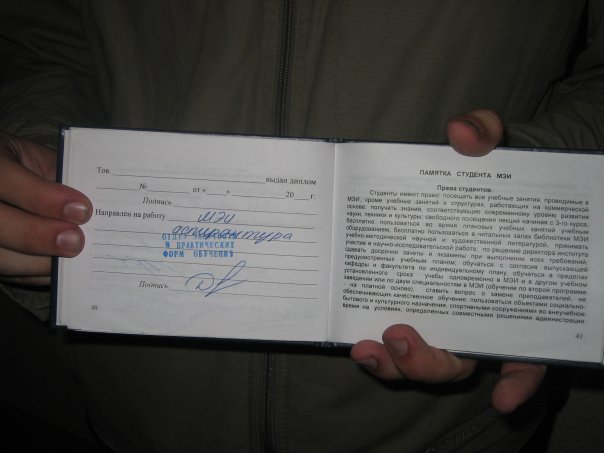 Тов. выдан диплом
№ от « » 20 г.
Подпись
Направлен на работу МЭИ
аспирантура
ОТДЕЛ
И ПРАКТИЧЕСКИХ
ФОРМ ОБУЧЕНИЯ
Подпись
40
ПАМЯТКА СТУДЕНТА МЭИ
Права студентов.
Студенты имеют право: посещать все учебные занятия, проводимые в
МЭИ, кроме учебных занятий в структурах, работающих на коммерческой
основе; получать знания, соответствующие современному уровню развития
науки, техники и культуры; свободного посещения лекций начиная с 3-го курса,
бесплатно пользоваться во время плановых учебных занятий учебным
оборудованием, бесплатно пользоваться в читальных залах библиотеки МЭИ
учебно-методической научной и художественной литературой, принимать
участие в научно-исследовательской работе; по решению директора института
сдавать досрочно зачеты и экзамены при выполнении всех требований,
предусмотренных учебным планом; обучаться с согласия выпускающей
кафедры и факультета по индивидуальному плану, обучаться в пределах
установленного срока учебы одновременно в МЭИ и в другом учебном
заведении или по двум специальностям в МЭИ (обучение по второй программе
- на платной основе); ставить вопрос о замене преподавателей, не
обеспечивающих качественное обучение, пользоваться объектами социально-
бытового и культурного назначения, спортивными сооружениями во внеучебное
время на условиях, определенных совместными решениями администрации
41